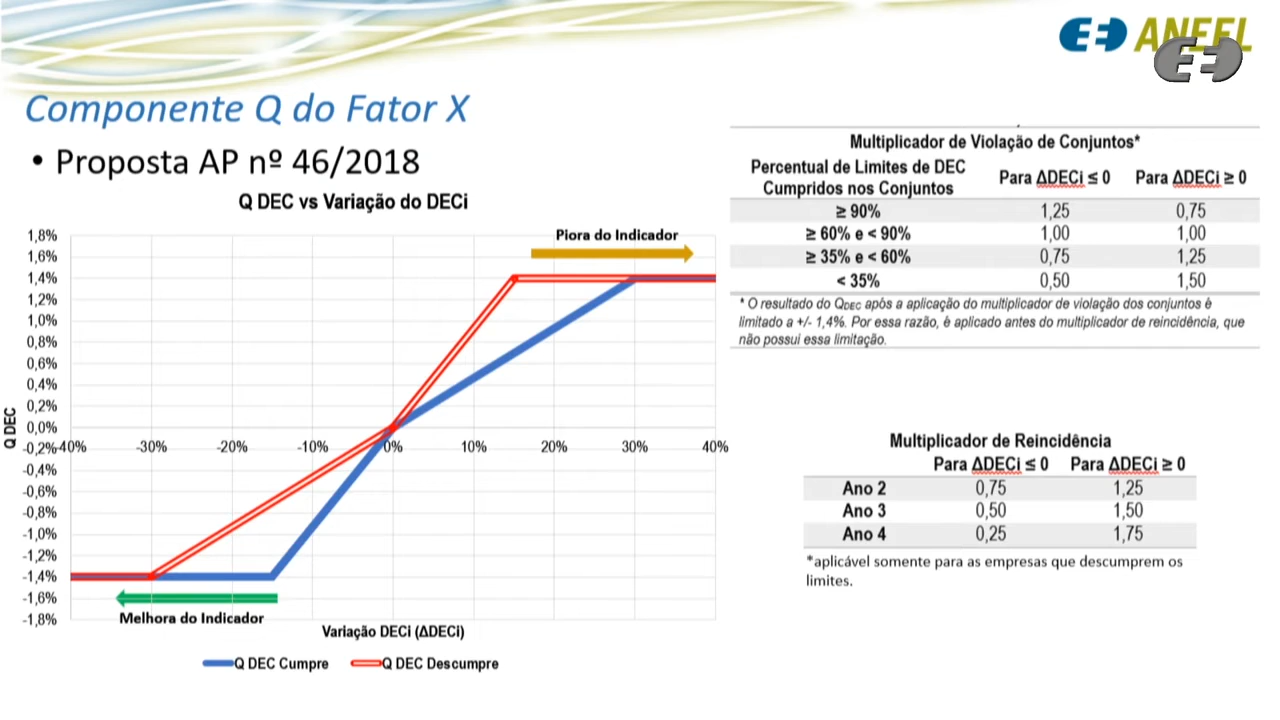 ANEEL
Componente Q do Fator X
• Proposta AP nº 46/2018
Q DEC vs Variação do DECi
Piora do Indicador
1,8%
1,6%
1,4%
1,2%
1,0%
0,8%
0,6%
0,4%
0,2%
0,0%
-0,2%
-0,4%
-0,6%
-0,8%
-1,0%
-1,2%
-1,4%
-1,6%
-1,8%
Q DEC
-40% -30% -20% -10% 0% 10% 20% 30% 40%
Melhora do Indicador
Variação DECi (ΔDECi)
Q DEC Cumpre Q DEC Descumpre
Multiplicador de Violação de Conjuntos*
Percentual de Limites de DEC
Cumpridos nos Conjuntos Para ΔDECi ≤ 0 Para ΔDECi ≥ 0
≥ 90% 1,25 0,75
≥ 60% e < 90% 1,00 1,00
≥ 35% e < 60% 0,75 1,25
< 35% 0,50 1,50
* O resultado do QDEC após a aplicação do multiplicador de violação dos conjuntos é
limitado a +/- 1,4%. Por essa razão, é aplicado antes do multiplicador de reincidência, que
não possui essa limitação.
Multiplicador de Reincidência
Para ΔDECi ≤ 0 Para ΔDECi ≥ 0
Ano 2 0,75 1,25
Ano 3 0,50 1,50
Ano 4 0,25 1,75
*aplicável somente para as empresas que descumprem os
limites.